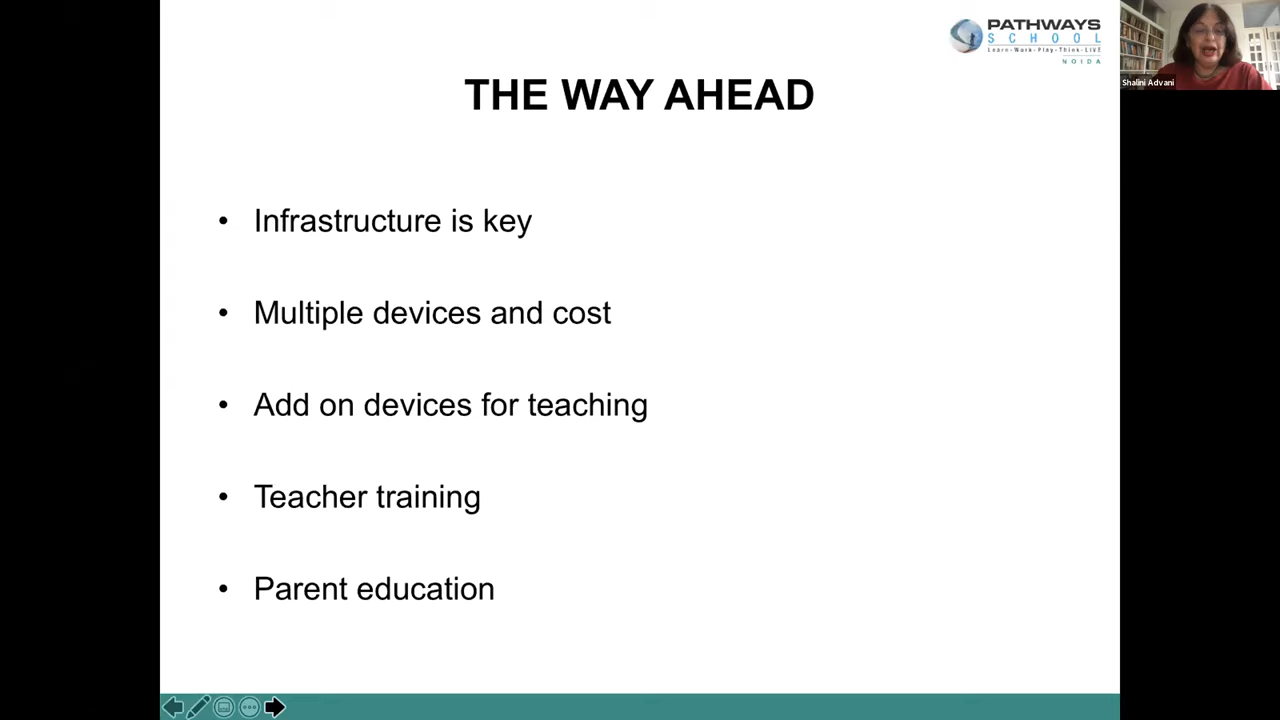 PATHWAYS
SCHOOL
Learn-Work-Play-Think-LIVE
NOIDA
Shalini Advani
THE WAY AHEAD
• Infrastructure is key
• Multiple devices and cost
• Add on devices for teaching
• Teacher training
• Parent education